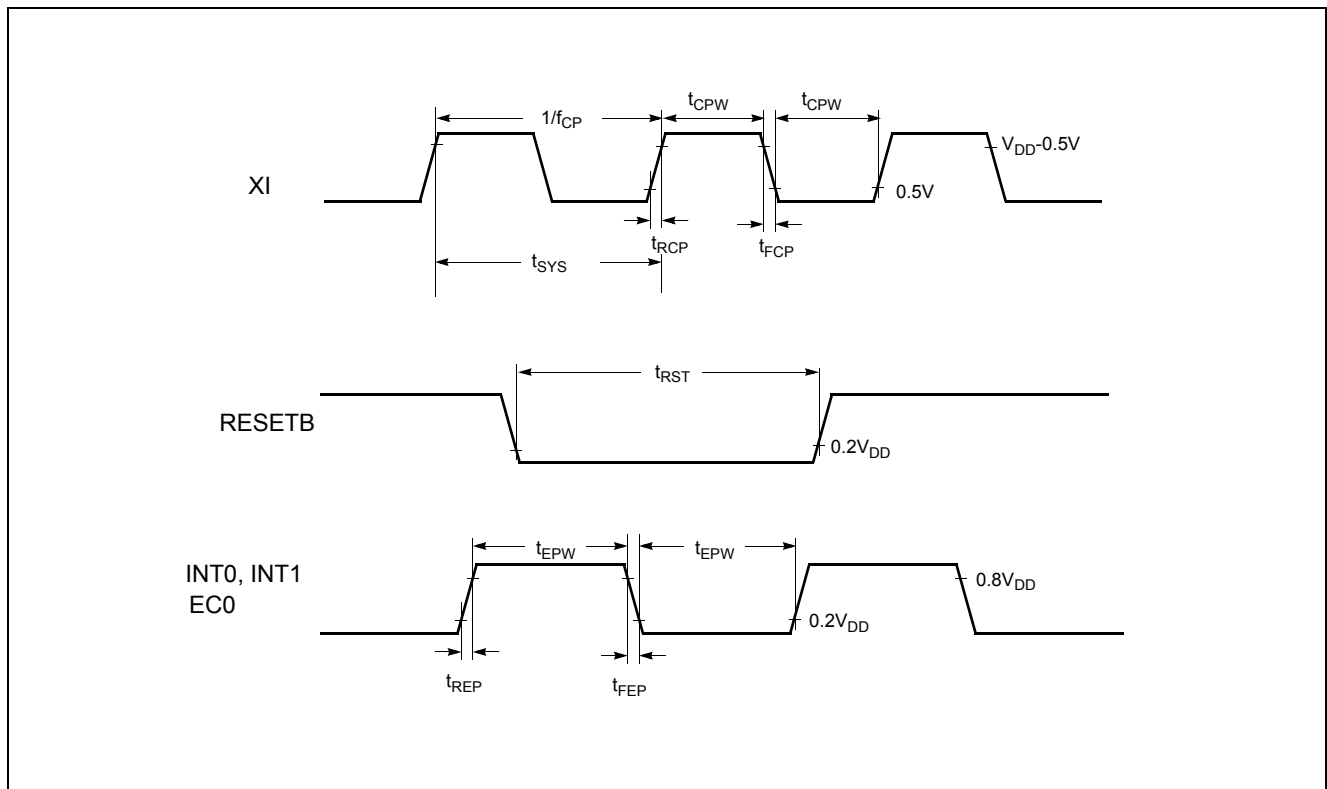 1/fCP
tCPW
tCPW
VDD-0.5V
XI
0.5V
tRCP
tFCP
tSYS
tRST
RESETB
0.2VDD
tEPW
tEPW
INT0, INT1
0.8VDD
EC0
0.2VDD
tREP
tFEP